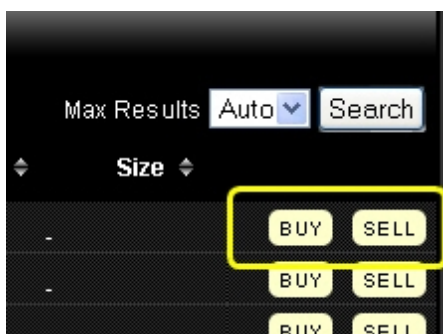 Max Results Auto Search
Size
- BUY SELL
- BUY SELL
BUY SELL